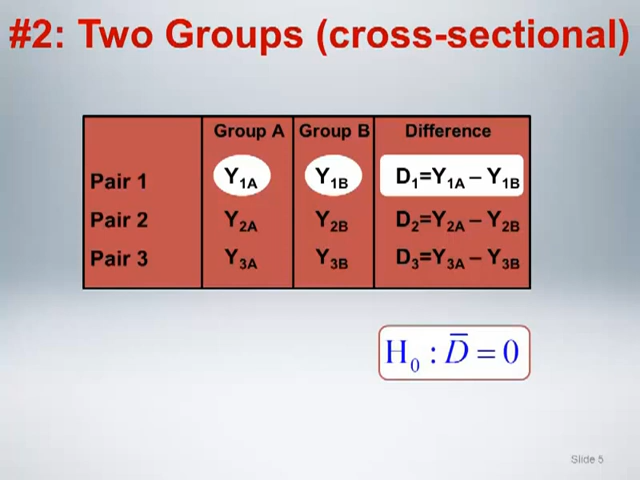 #2: Two Groups (cross-sectional)
Group A Group B Difference
Pair 1 Y₁A Y₁B D₁=Y₁A – Y₁B
Pair 2 Y₂A Y₂B D₂=Y₂A – Y₂B
Pair 3 Y₃A Y₃B D₃=Y₃A – Y₃B
H₀ : D̅ = 0
Slide 5